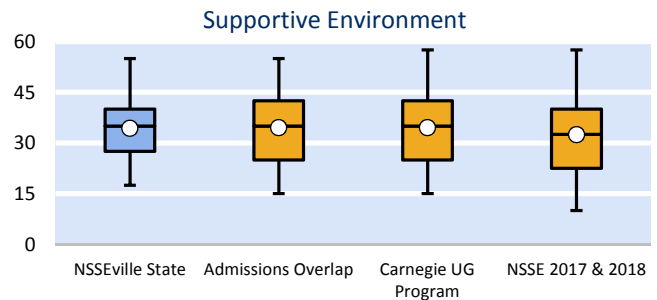 Supportive Environment
60
45
30
15
0
NSSEville State
Admissions Overlap
Carnegie UG
Program
NSSE 2017 & 2018